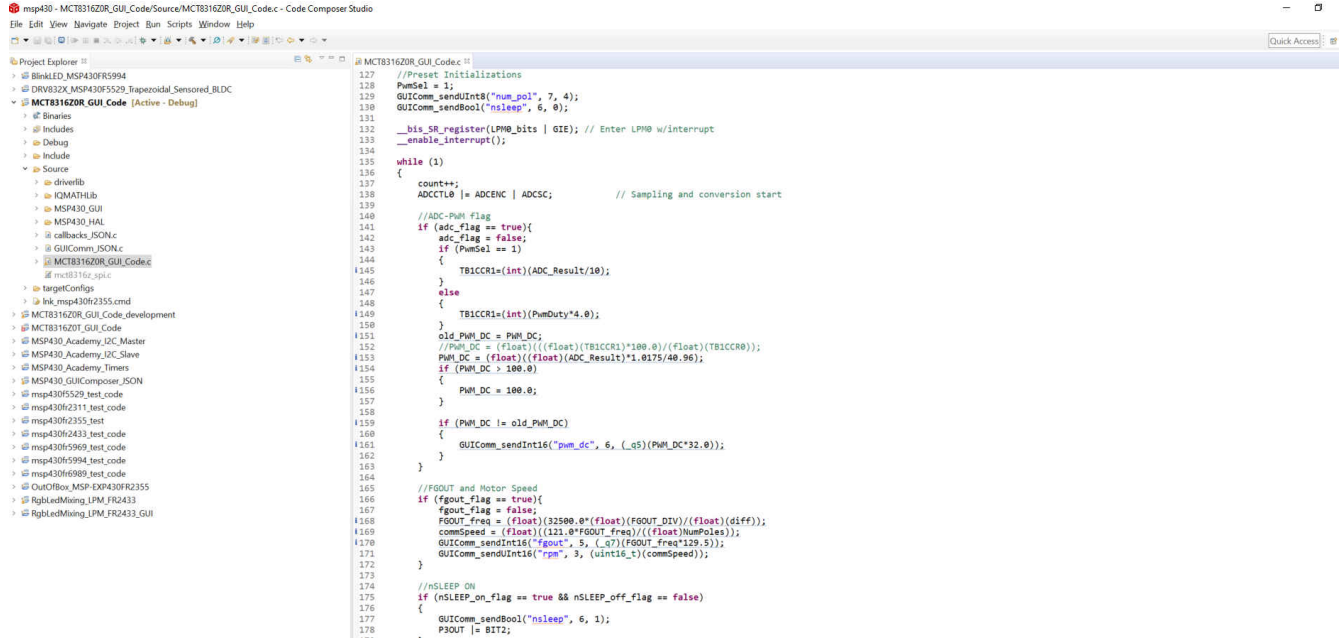 msp430 - MCT8316Z0R_GUI_Code/Source/MCT8316Z0R_GUI_Code.c - Code Composer Studio
File Edit View Navigate Project Run Scripts Window Help
Quick Access
Project Explorer
BlinkLED_MSP430FR5994
DRV832X_MSP430F5529_Trapezoidal_Sensored_BLDC
MCT8316Z0R_GUI_Code [Active - Debug]
Binaries
Includes
Debug
Include
Source
driverlib
IQMATHLib
MSP430_GUI
MSP430_HAL
callbacks_JSON.c
GUIComm_JSON.c
MCT8316Z0R_GUI_Code.c
mct8316z_spi.c
targetConfigs
lnk_msp430fr2355.cmd
MCT8316Z0R_GUI_Code_development
MCT8316Z0T_GUI_Code
MSP430_Academy_I2C_Master
MSP430_Academy_I2C_Slave
MSP430_Academy_Timers
MSP430_GUIComposer_JSON
msp430f5529_test_code
msp430fr2311_test_code
msp430fr2355_test
msp430fr2433_test_code
msp430fr5969_test_code
msp430fr5994_test_code
msp430fr6989_test_code
OutOfBox_MSP-EXP430FR2355
RgbLedMixing_LPM_FR2433
RgbLedMixing_LPM_FR2433_GUI
MCT8316Z0R_GUI_Code.c
127 //Preset Initializations
128 PwmSel = 1;
129 GUIComm_sendUInt8("num_pol", 7, 4);
130 GUIComm_sendBool("nsleep", 6, 0);
131
132 __bis_SR_register(LPM0_bits | GIE); // Enter LPM0 w/interrupt
133 __enable_interrupt();
134
135 while (1)
136 {
137 count++;
138 ADCCTL0 |= ADCENC | ADCSC; // Sampling and conversion start
139
140 //ADC-PWM flag
141 if (adc_flag == true){
142 adc_flag = false;
143 if (PwmSel == 1)
144 {
145 TB1CCR1=(int)(ADC_Result/10);
146 }
147 else
148 {
149 TB1CCR1=(int)(PwmDuty*4.0);
150 }
151 old_PWM_DC = PWM_DC;
152 //PWM_DC = (float)(((float)(TB1CCR1)*100.0)/(float)(TB1CCR0));
153 PWM_DC = (float)((float)(ADC_Result)*1.0175/40.96);
154 if (PWM_DC > 100.0)
155 {
156 PWM_DC = 100.0;
157 }
158
159 if (PWM_DC != old_PWM_DC)
160 {
161 GUIComm_sendInt16("pwm_dc", 6, (_q5)(PWM_DC*32.0));
162 }
163 }
164
165 //FGOUT and Motor Speed
166 if (fgout_flag == true){
167 fgout_flag = false;
168 FGOUT_freq = (float)(32500.0*(float)(FGOUT_DIV)/(float)(diff));
169 commSpeed = (float)((121.0*FGOUT_freq)/((float)NumPoles));
170 GUIComm_sendInt16("fgout", 5, (_q7)(FGOUT_freq*129.5));
171 GUIComm_sendUInt16("rpm", 3, (uint16_t)(commSpeed));
172 }
173
174 //nSLEEP ON
175 if (nSLEEP_on_flag == true && nSLEEP_off_flag == false)
176 {
177 GUIComm_sendBool("nsleep", 6, 1);
178 P3OUT |= BIT2;